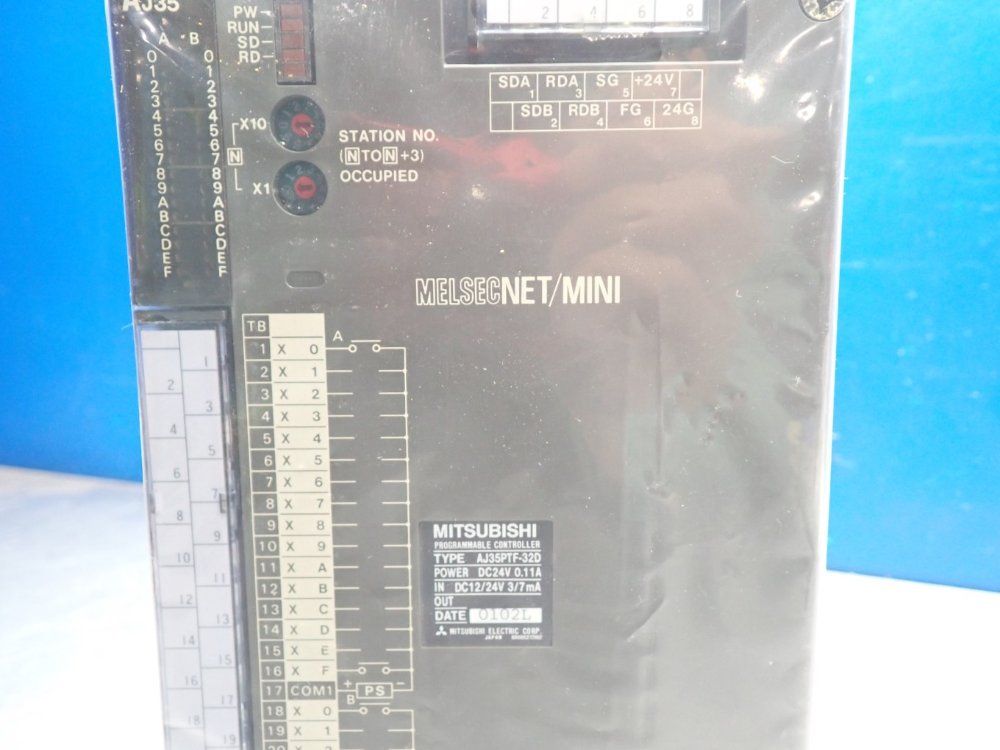 AJ35
PW
RUN
SD
RD
2 4 6 8
A B
0 0
1 1
2 2
3 3
4 4
5 5
6 6
7 7
8 8
9 9
A A
B B
C C
D D
E E
F F
SDA 1 RDA 3 SG 5 +24V 7
SDB 2 RDB 4 FG 6 24G 8
X10
N
X1
STATION NO.
(N TO N +3)
OCCUPIED
MELSECNET/MINI
TB
A
1 X 0
2 X 1
3 X 2
4 X 3
5 X 4
6 X 5
7 X 6
8 X 7
9 X 8
10 X 9
11 X A
12 X B
13 X C
14 X D
15 X E
16 X F
17 COM1 + PS -
B
18 X 0
19 X 1
1
2
3
4
5
6
7
8
9
10
11
12
13
14
15
16
17
18
19
MITSUBISHI
PROGRAMMABLE CONTROLLER
TYPE AJ35PTF-32D
POWER DC24V 0.11A
IN DC12/24V 3/7mA
OUT
DATE 0102L
MITSUBISHI ELECTRIC CORP.
JAPAN